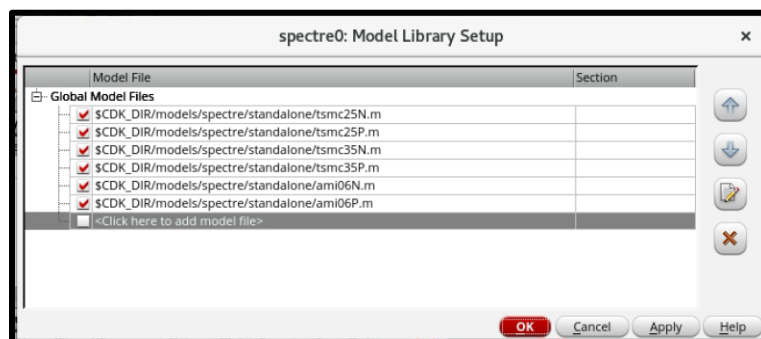 spectre0: Model Library Setup
Model File Section
Global Model Files
$CDK_DIR/models/spectre/standalone/tsmc25N.m
$CDK_DIR/models/spectre/standalone/tsmc25P.m
$CDK_DIR/models/spectre/standalone/tsmc35N.m
$CDK_DIR/models/spectre/standalone/tsmc35P.m
$CDK_DIR/models/spectre/standalone/ami06N.m
$CDK_DIR/models/spectre/standalone/ami06P.m
<Click here to add model file>
OK Cancel Apply Help